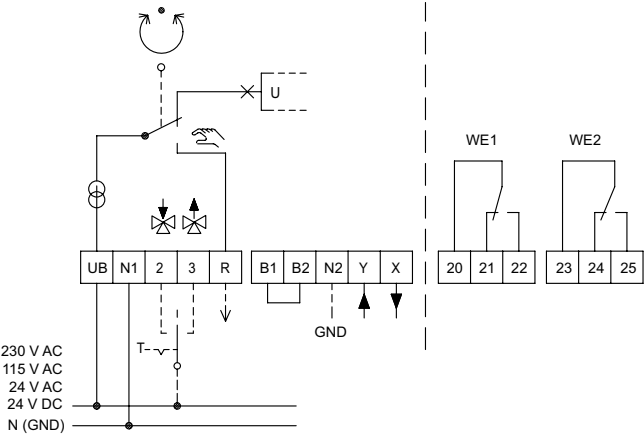 U
WE1
WE2
UB N1 2 3 R B1 B2 N2 Y X 20 21 22 23 24 25
GND
T
230 V AC
115 V AC
24 V AC
24 V DC
N (GND)